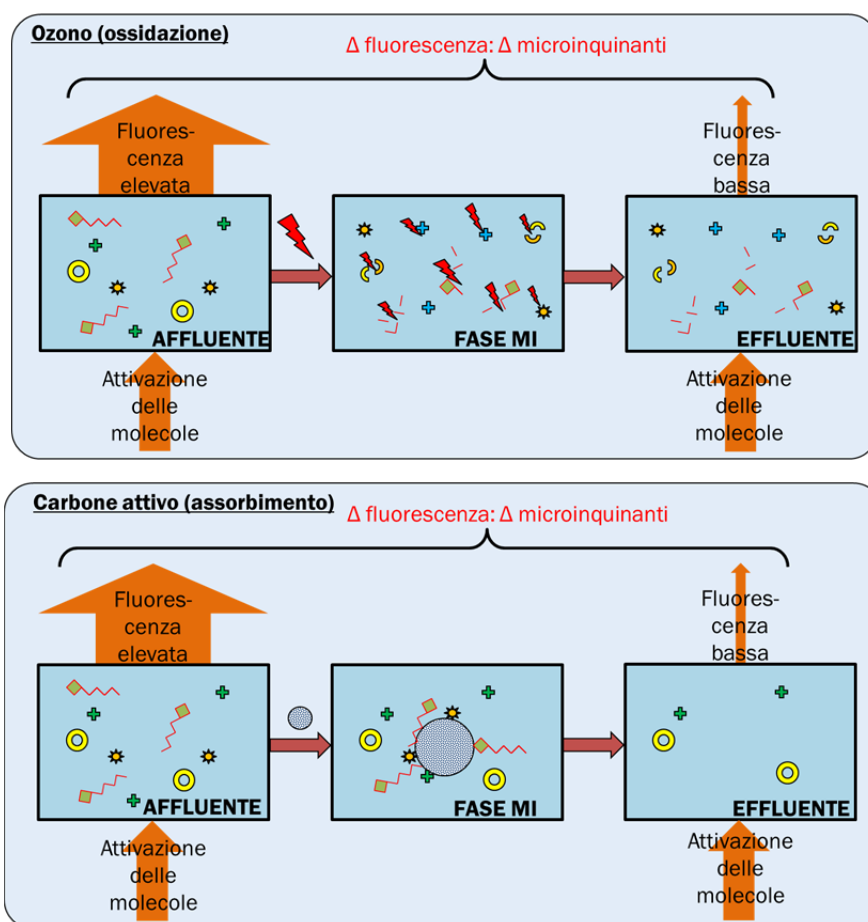 Ozono (ossidazione)
Δ fluorescenza: Δ microinquinanti
Fluores-
cenza
elevata
Fluores-
cenza
bassa
AFFLUENTE
FASE MI
EFFLUENTE
Attivazione
delle
molecole
Attivazione
delle
molecole
Carbone attivo (assorbimento)
Δ fluorescenza: Δ microinquinanti
Fluores-
cenza
elevata
Fluores-
cenza
bassa
AFFLUENTE
FASE MI
EFFLUENTE
Attivazione
delle
molecole
Attivazione
delle
molecole